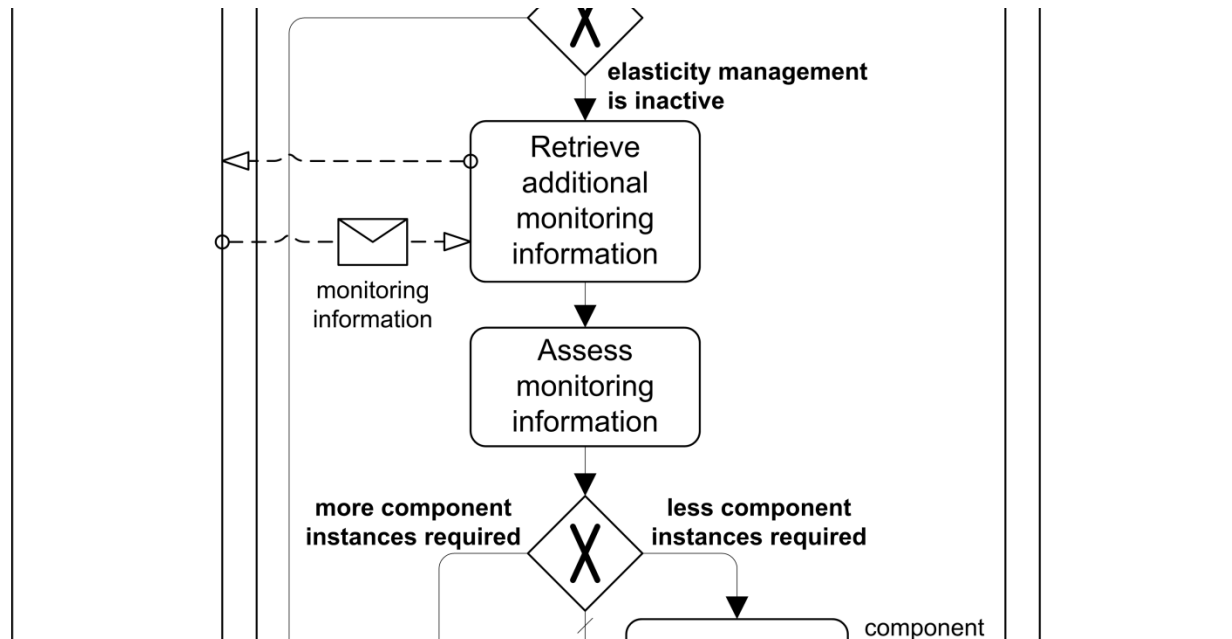 elasticity management
is inactive
Retrieve
additional
monitoring
information
monitoring
information
Assess
monitoring
information
more component
instances required
less component
instances required
component